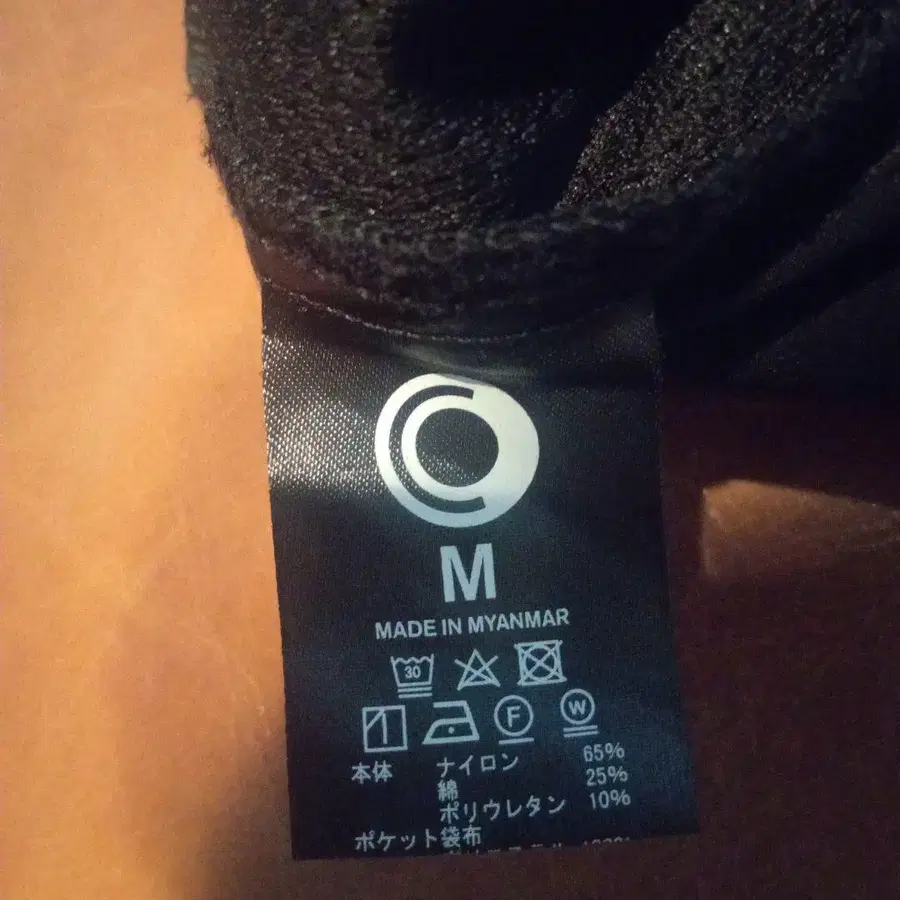 M
MADE IN MYANMAR
30
F W
本体 ナイロン 65%
綿 25%
ポリウレタン 10%
ポケット袋布